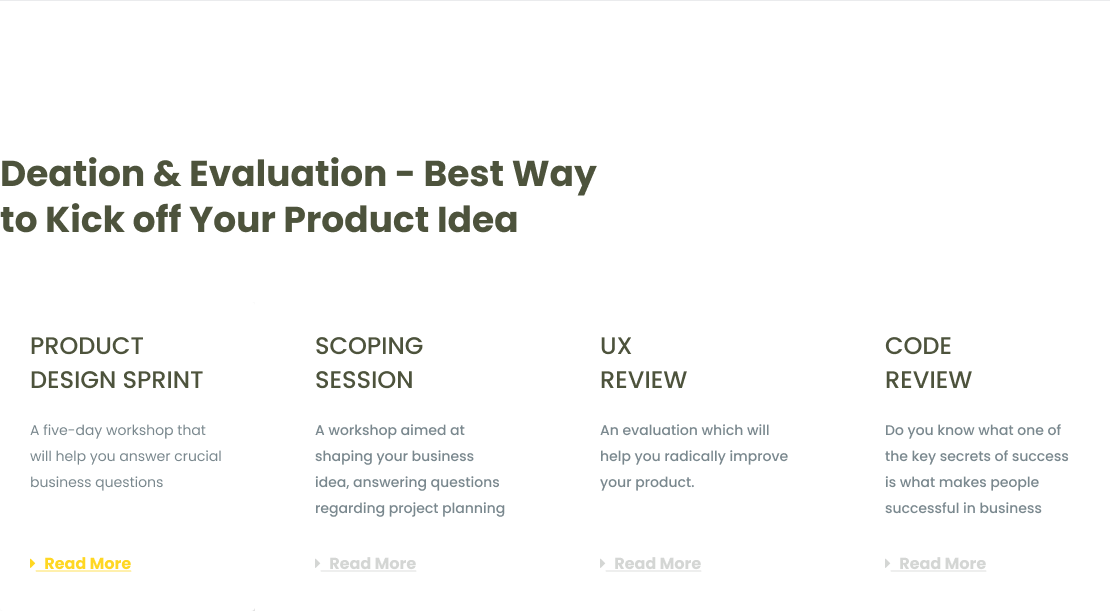 Deation & Evaluation - Best Way
to Kick off Your Product Idea
PRODUCT
DESIGN SPRINT
A five-day workshop that
will help you answer crucial
business questions
Read More
SCOPING
SESSION
A workshop aimed at
shaping your business
idea, answering questions
regarding project planning
Read More
UX
REVIEW
An evaluation which will
help you radically improve
your product.
Read More
CODE
REVIEW
Do you know what one of
the key secrets of success
is what makes people
successful in business
Read More